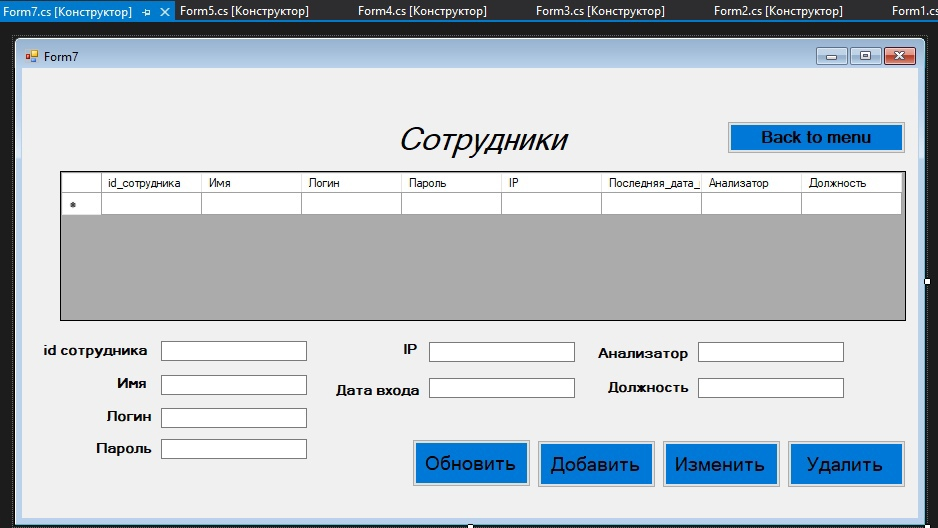 Form7.cs [Конструктор] Form5.cs [Конструктор] Form4.cs [Конструктор] Form3.cs [Конструктор] Form2.cs [Конструктор] Form1.cs
Form7
Сотрудники
Back to menu
id_сотрудника Имя Логин Пароль IP Последняя_дата_ Анализатор Должность
id сотрудника IP Анализатор
Имя Дата входа Должность
Логин
Пароль
Обновить Добавить Изменить Удалить